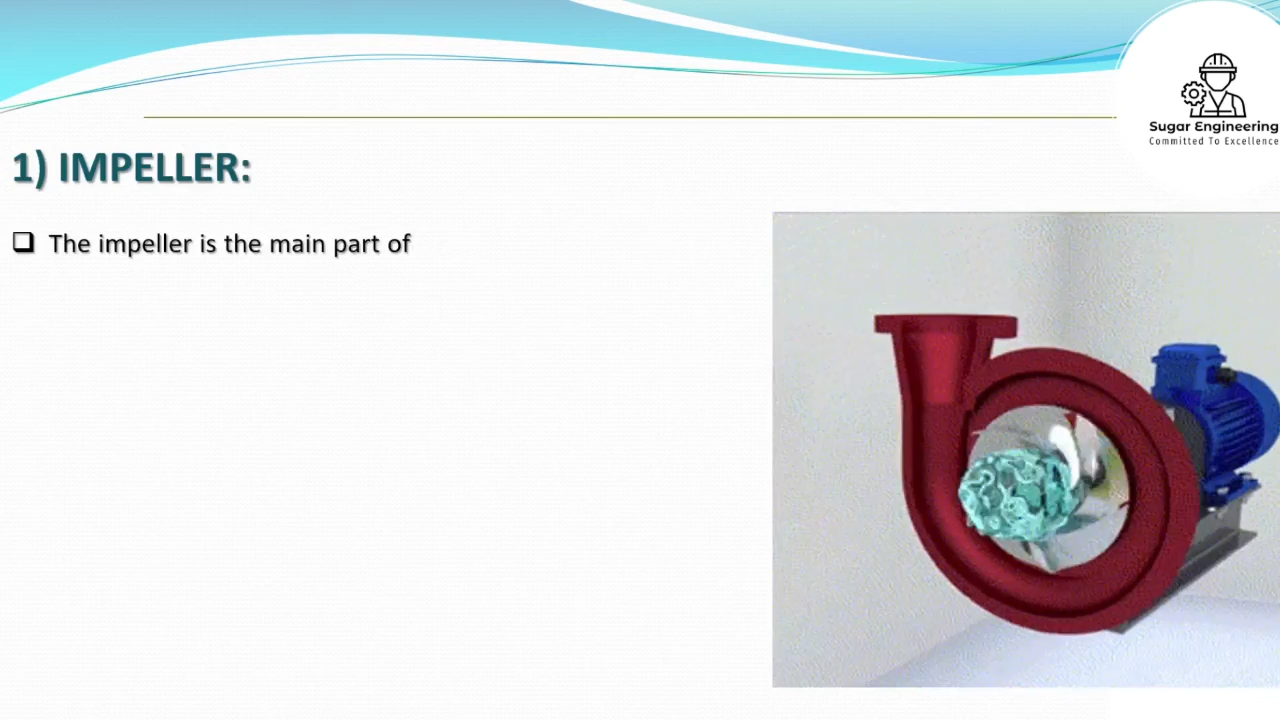 Sugar Engineering
Committed To Excellence
1) IMPELLER:
The impeller is the main part of